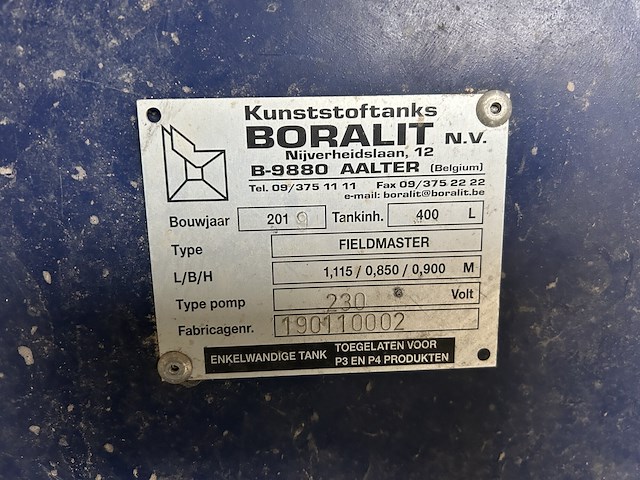 Kunststoftanks
BORALIT N.V.
Nijverheidslaan, 12
B-9880 AALTER (Belgium)
Tel. 09/375 11 11 Fax 09/375 22 22
e-mail: boralit@boralit.be
Bouwjaar 2019 Tankinh. 400 L
Type FIELDMASTER
L/B/H 1,115 / 0,850 / 0,900 M
Type pomp 230 Volt
Fabricagenr. 190110002
ENKELWANDIGE TANK TOEGELATEN VOOR
P3 EN P4 PRODUKTEN